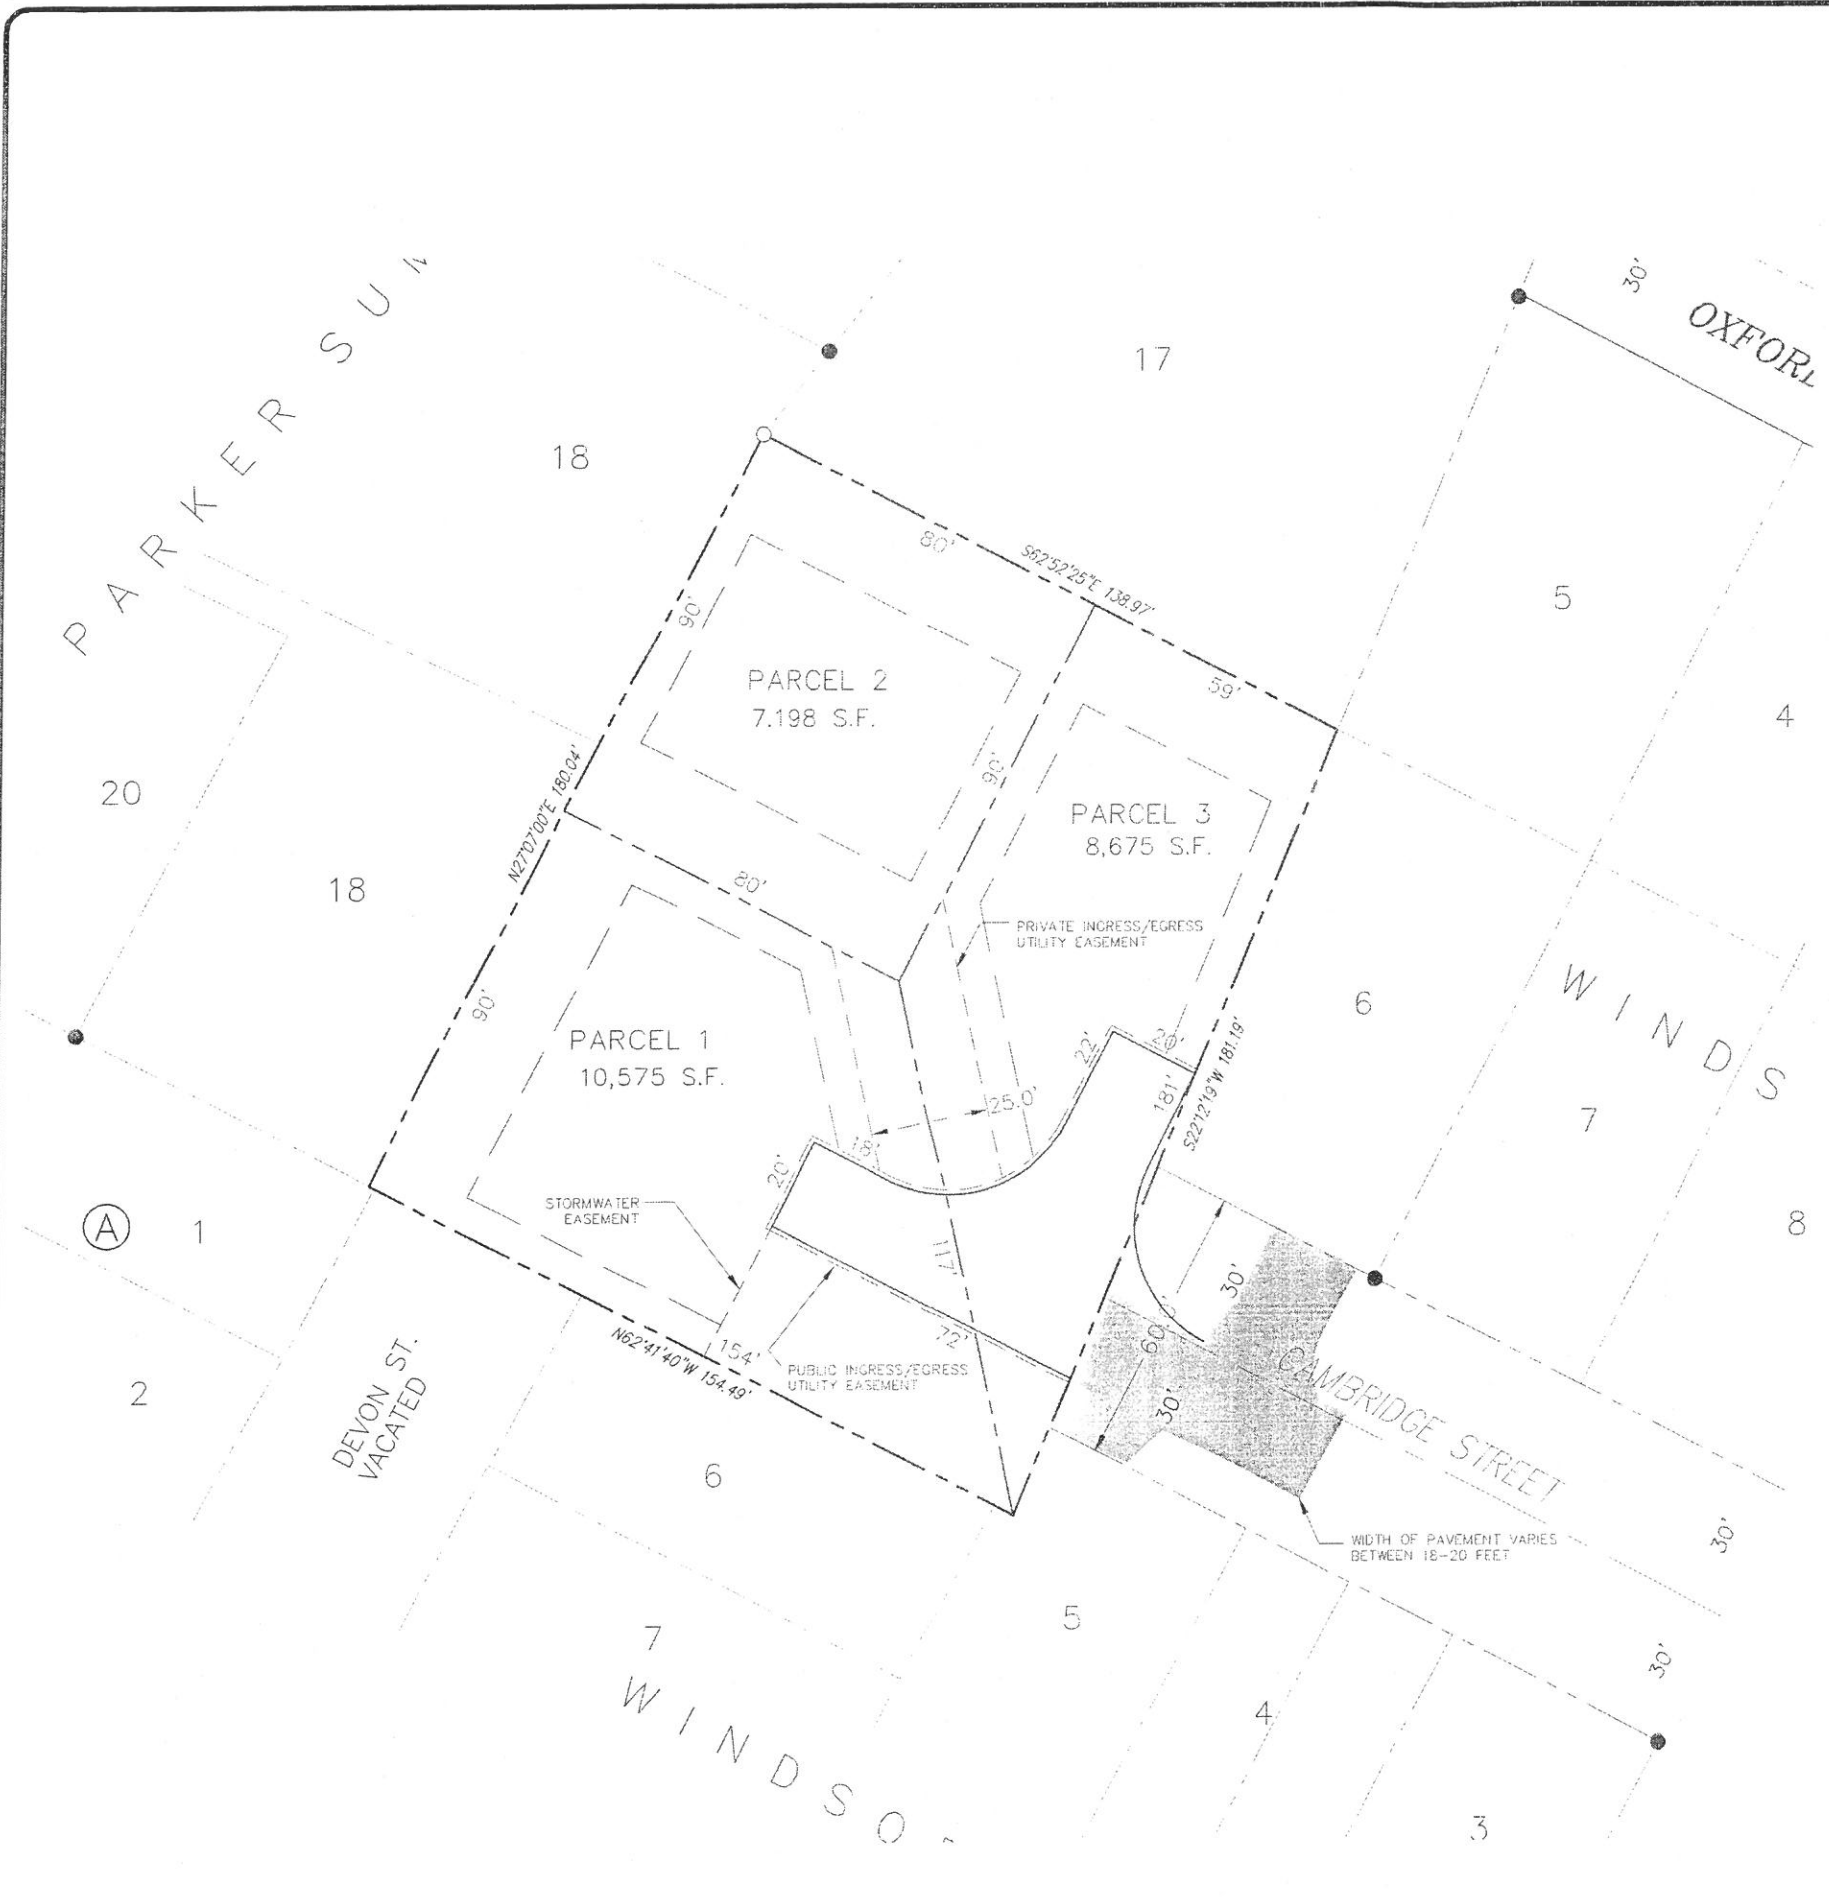 30'
OXFOR
17
PARKER SUN
18
80'
S62°52'25"E 138.97'
5
90'
59'
PARCEL 2
7.198 S.F.
4
90'
20
N27°07'00"E 180.04'
PARCEL 3
8,675 S.F.
18
80'
PRIVATE INGRESS/EGRESS
UTILITY EASEMENT
WINDS
90'
6
PARCEL 1
10,575 S.F.
22'
20'
181'
S22°12'19"W 181.19'
25.0'
7
18'
20'
STORMWATER
EASEMENT
A
1
8
117'
30'
60.0'
72'
N62°41'40"W 154.49'
154'
PUBLIC INGRESS/EGRESS
UTILITY EASEMENT
CAMBRIDGE STREET
30'
2
DEVON ST.
VACATED
6
WIDTH OF PAVEMENT VARIES
BETWEEN 18-20 FEET
30'
5
7
30'
WINDSO
4
3